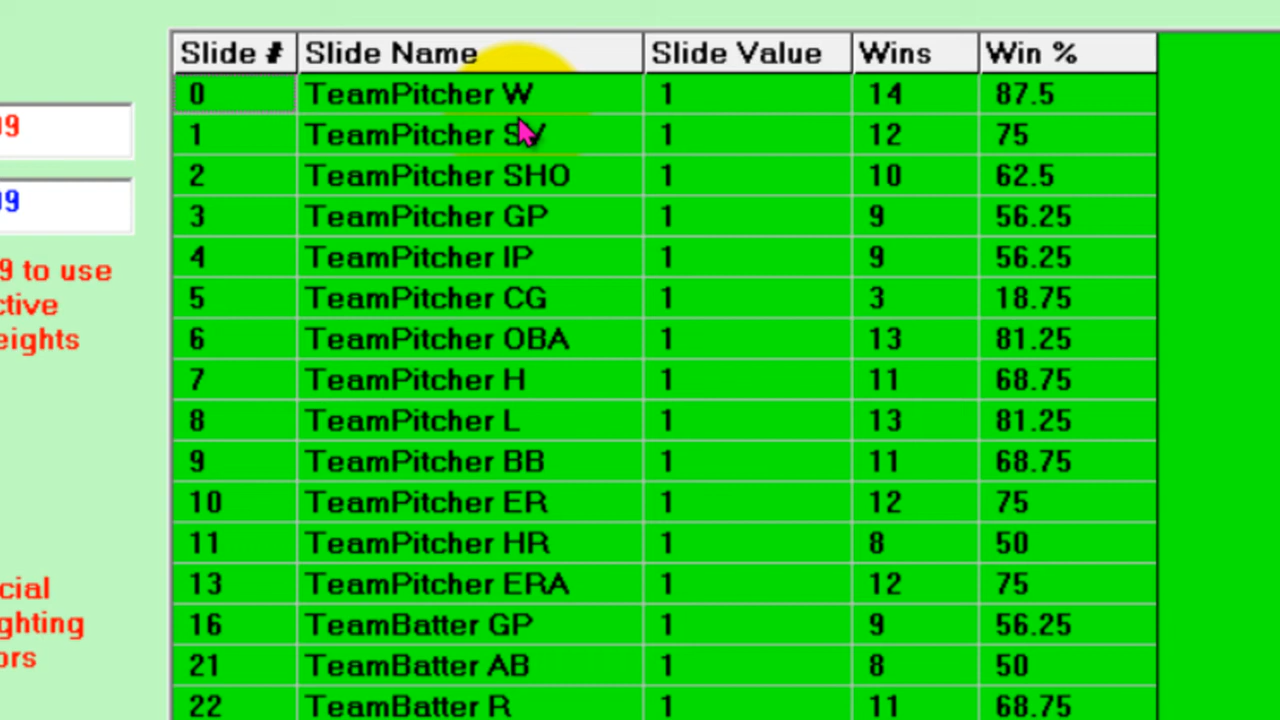 Slide # Slide Name Slide Value Wins Win %
0 TeamPitcher W 1 14 87.5
1 TeamPitcher SV 1 12 75
2 TeamPitcher SHO 1 10 62.5
3 TeamPitcher GP 1 9 56.25
4 TeamPitcher IP 1 9 56.25
5 TeamPitcher CG 1 3 18.75
6 TeamPitcher OBA 1 13 81.25
7 TeamPitcher H 1 11 68.75
8 TeamPitcher L 1 13 81.25
9 TeamPitcher BB 1 11 68.75
10 TeamPitcher ER 1 12 75
11 TeamPitcher HR 1 8 50
13 TeamPitcher ERA 1 12 75
16 TeamBatter GP 1 9 56.25
21 TeamBatter AB 1 8 50
22 TeamBatter R 1 11 68.75
9 to use